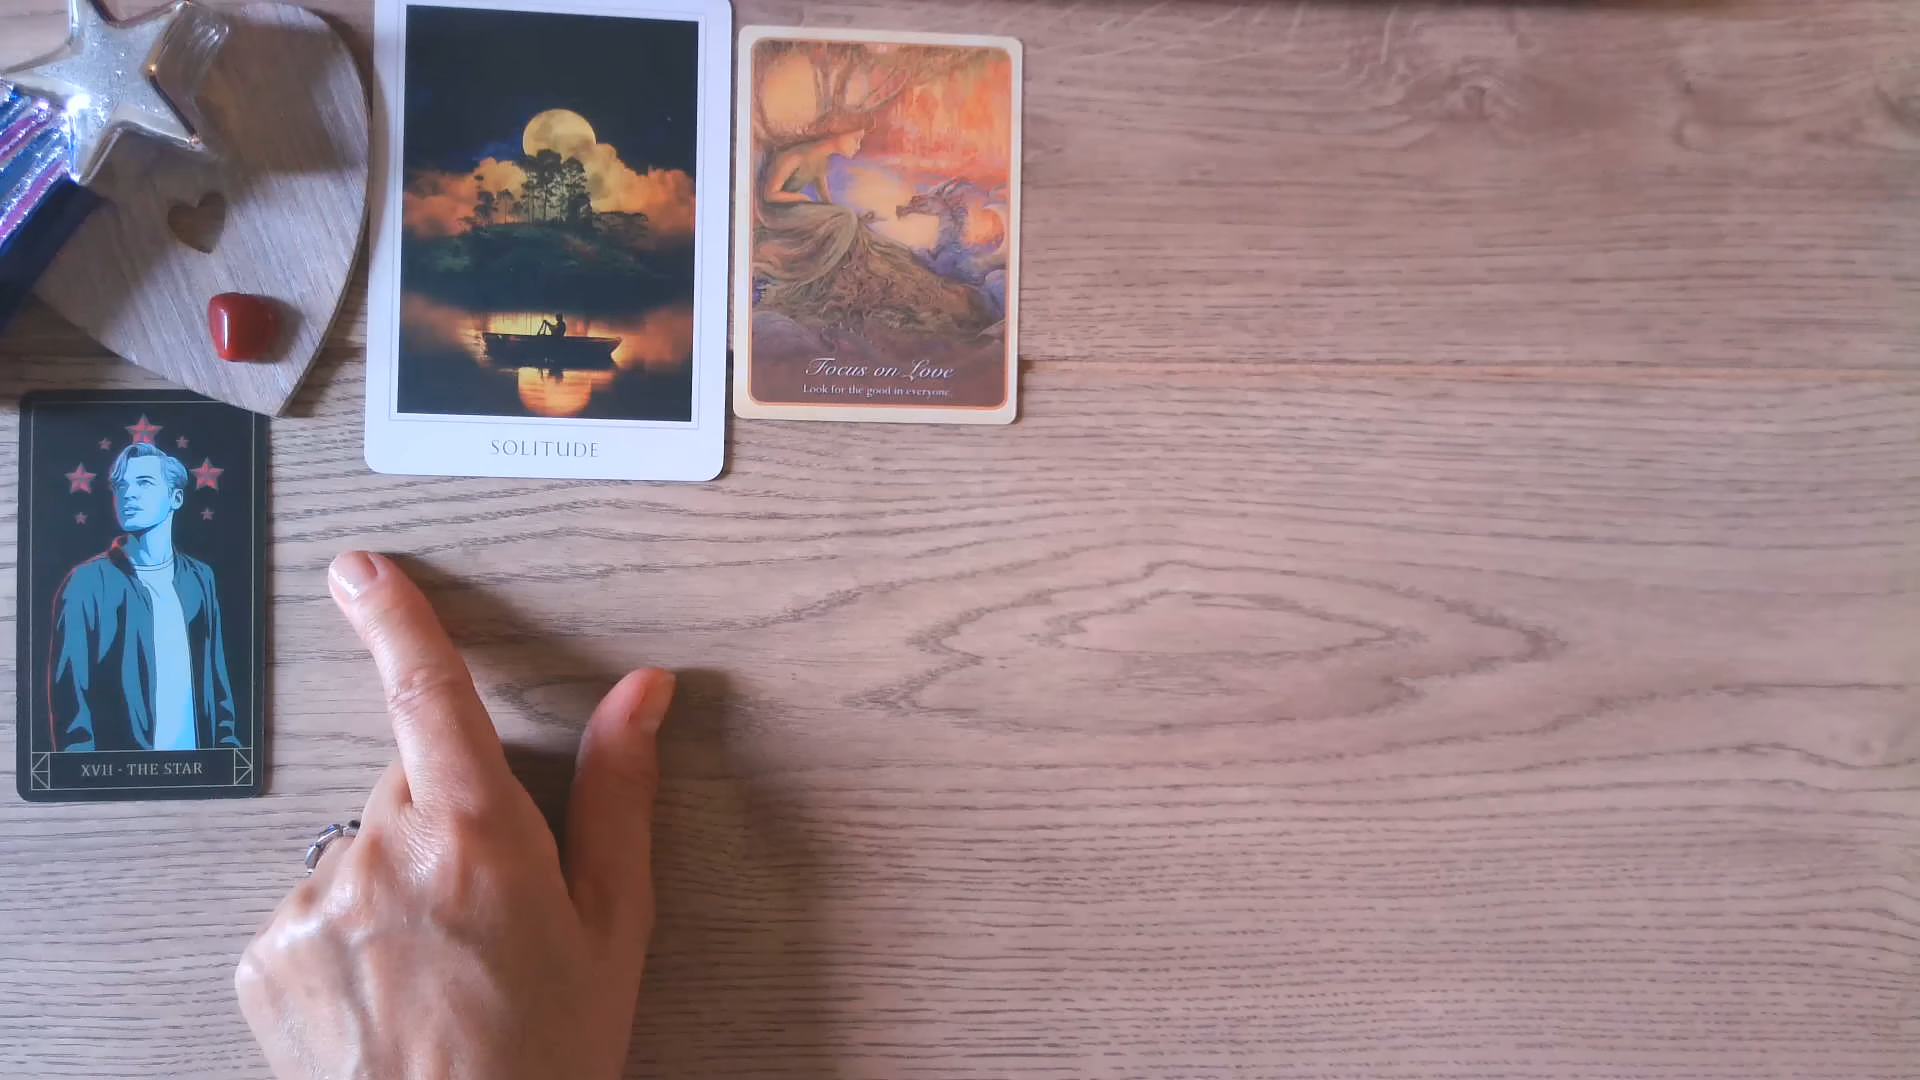 SOLITUDE
Focus on Love
Look for the good in everyone.
XVII · THE STAR